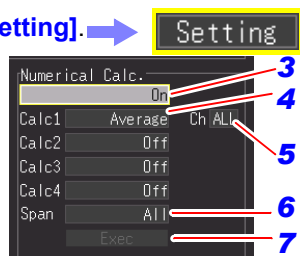 etting].
Setting
Numerical Calc.
On
3
4
Calc1 Average Ch ALL
Calc2 Off
5
Calc3 Off
Calc4 Off
Span All
6
Exec
7